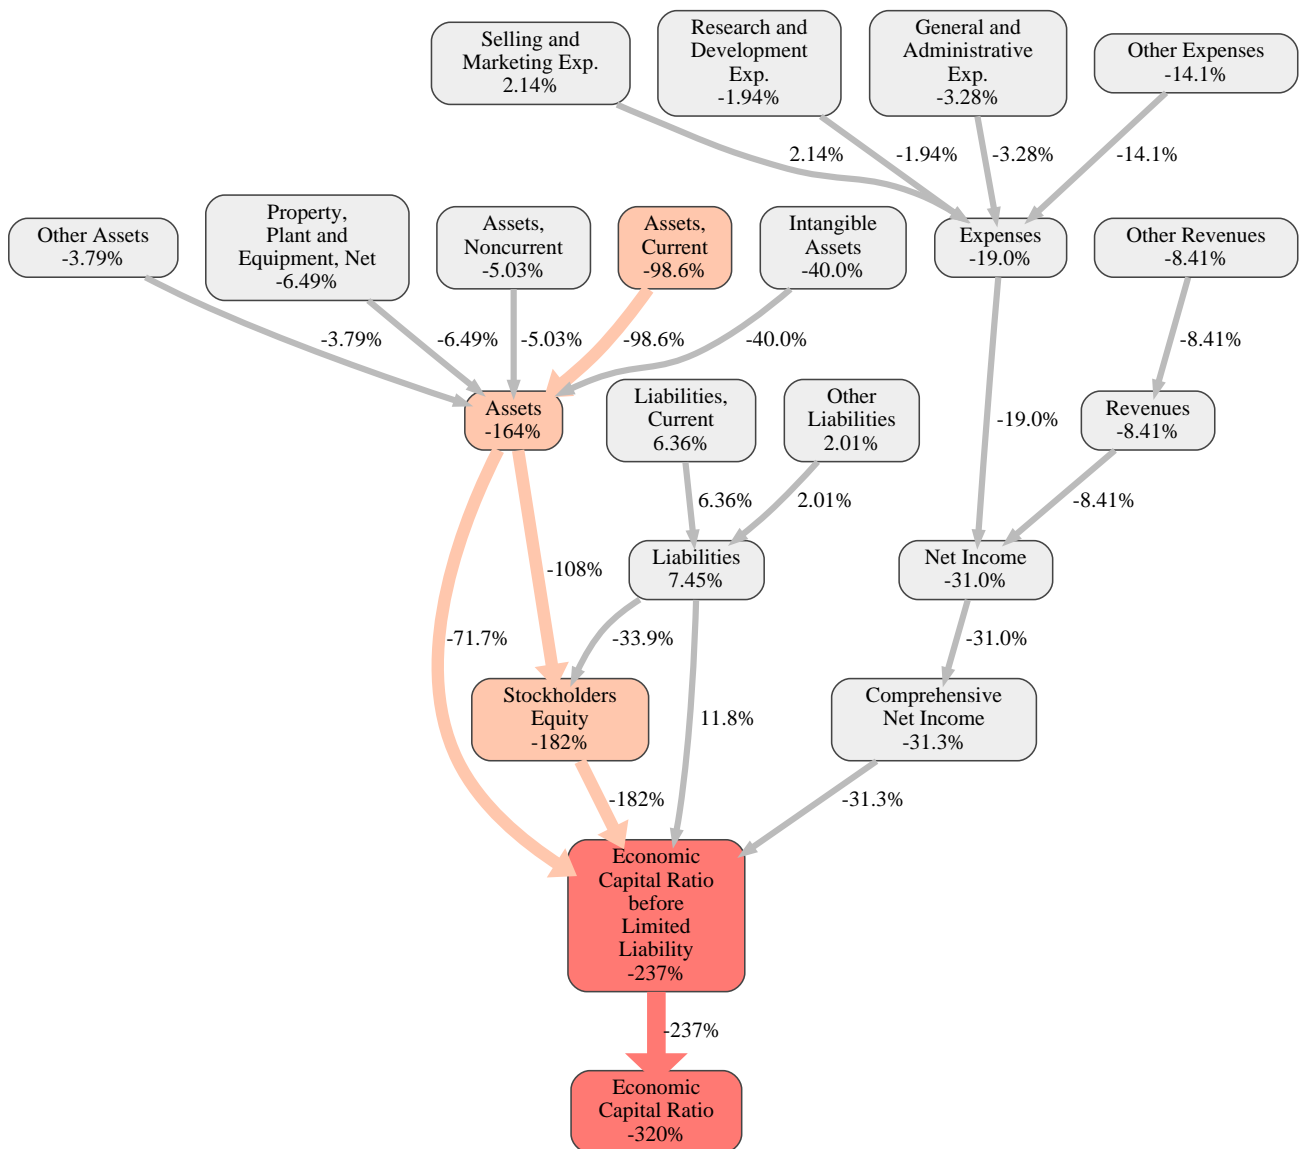 Selling and
Marketing Exp.
2.14%
Research and
Development
Exp.
-1.94%
General and
Administrative
Exp.
-3.28%
Other Expenses
-14.1%
2.14%
-1.94%
-3.28%
-14.1%
Other Assets
-3.79%
Property,
Plant and
Equipment, Net
-6.49%
Assets,
Noncurrent
-5.03%
Assets,
Current
-98.6%
Intangible
Assets
-40.0%
Expenses
-19.0%
Other Revenues
-8.41%
-3.79%
-6.49%
-5.03%
-98.6%
-40.0%
-8.41%
Assets
-164%
Liabilities,
Current
6.36%
Other
Liabilities
2.01%
-19.0%
Revenues
-8.41%
6.36%
2.01%
-8.41%
Liabilities
7.45%
Net Income
-31.0%
-108%
-71.7%
-33.9%
-31.0%
Stockholders
Equity
-182%
11.8%
Comprehensive
Net Income
-31.3%
-182%
-31.3%
Economic
Capital Ratio
before
Limited
Liability
-237%
-237%
Economic
Capital Ratio
-320%